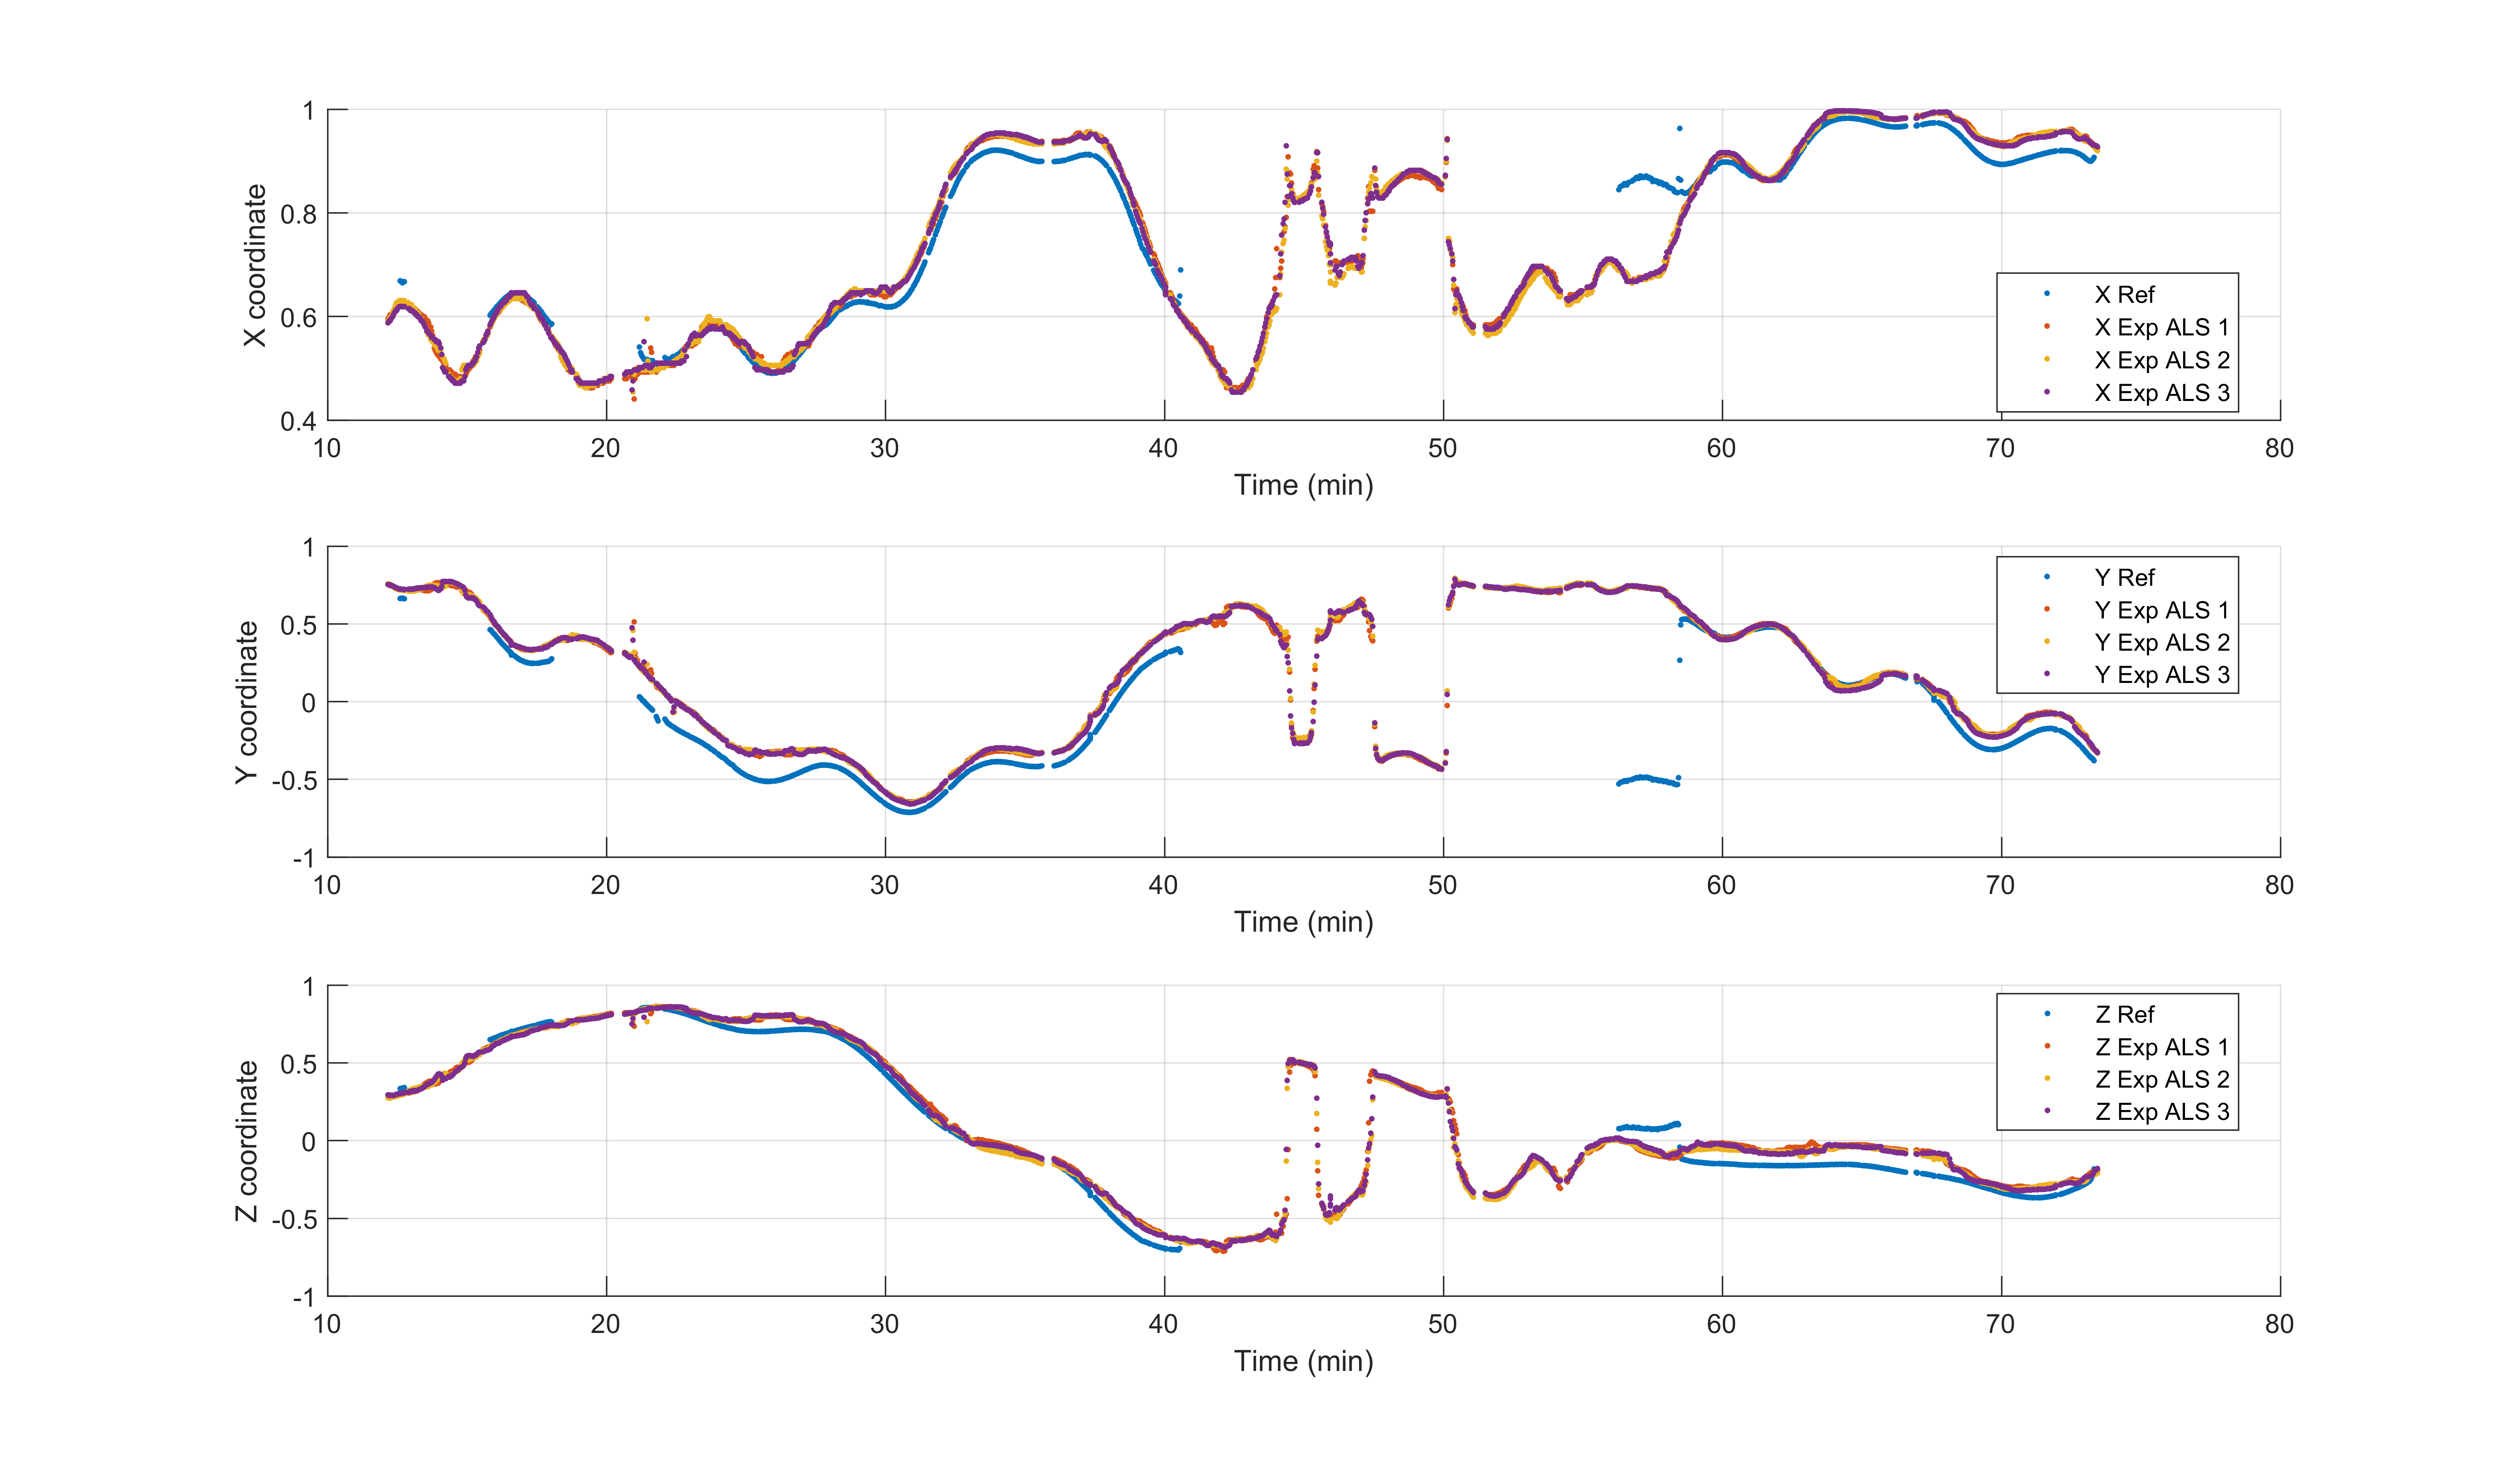 X coordinate
1
0.8
0.6
0.4
10 20 30 40 50 60 70 80
Time (min)
X Ref
X Exp ALS 1
X Exp ALS 2
X Exp ALS 3
Y coordinate
1
0.5
0
-0.5
-1
10 20 30 40 50 60 70 80
Time (min)
Y Ref
Y Exp ALS 1
Y Exp ALS 2
Y Exp ALS 3
Z coordinate
1
0.5
0
-0.5
-1
10 20 30 40 50 60 70 80
Time (min)
Z Ref
Z Exp ALS 1
Z Exp ALS 2
Z Exp ALS 3